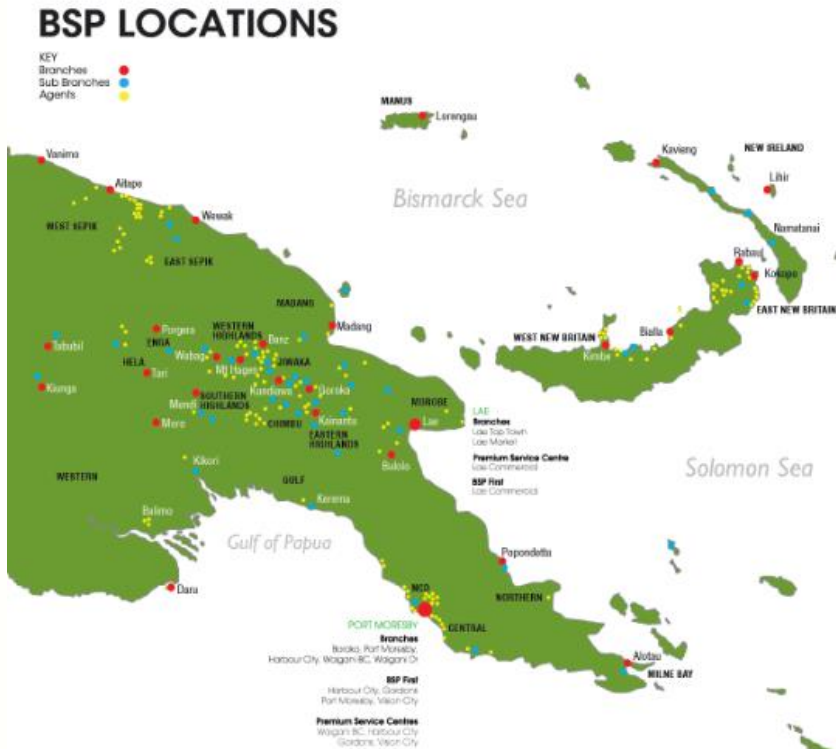 BSP LOCATIONS
KEY
Branches
Sub Branches
Agents
MANUS
Lorengau
Kavieng
NEW IRELAND
Lihir
Vanimo
Aitape
Bismarck Sea
Wewak
WEST SEPIK
Namatanai
EAST SEPIK
Rabaul
Kokopo
MADANG
EAST NEW BRITAIN
Madang
Porgera
WESTERN
HIGHLANDS
Banz
WEST NEW BRITAIN
Bialla
Tabubil
ENGA
Wabag
Kimbe
HELA
Mt Hagen
JIWAKA
Tari
Kiunga
Kundiawa
Goroka
Mendi
SOUTHERN
HIGHLANDS
MOROBE
LAE
Branches
Lae Top Town
Lae Market
Moro
CHIMBU
Kainantu
Lae
EASTERN
HIGHLANDS
Premium Service Centre
Lae Commercial
BSP First
Lae Commercial
Bulolo
Kikori
WESTERN
GULF
Solomon Sea
Kerema
Balimo
Gulf of Papua
Popondetta
Daru
NCD
NORTHERN
PORT MORESBY
CENTRAL
Branches
Boroko, Port Moresby,
Harbour City, Waigani BC, Waigani Dr
Alotau
MILNE BAY
BSP First
Harbour City, Gordons
Port Moresby, Vision City
Premium Service Centres
Waigani BC, Harbour City
Gordons, Vision City